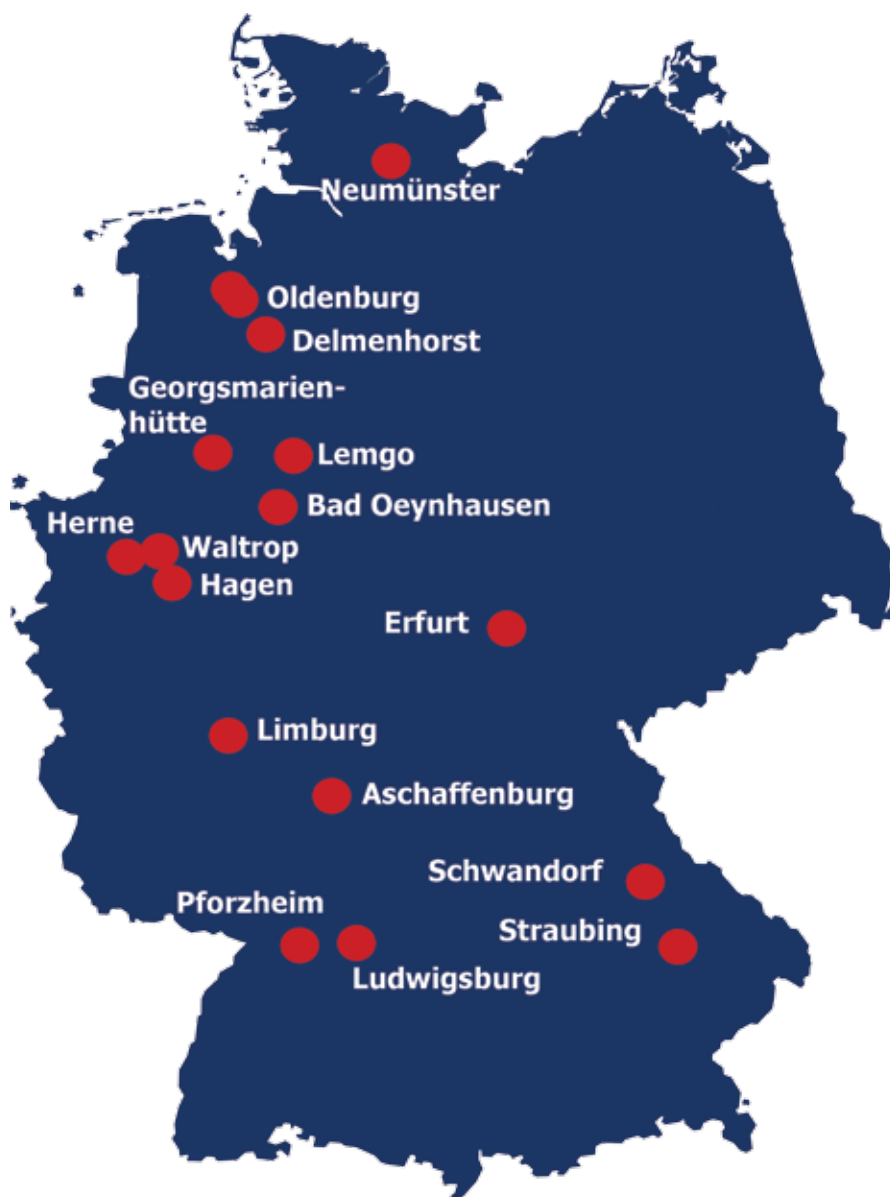 Neumünster
Oldenburg
Delmenhorst
Georgsmarien-
hütte
Lemgo
Bad Oeynhausen
Herne
Waltrop
Hagen
Erfurt
Limburg
Aschaffenburg
Schwandorf
Pforzheim
Straubing
Ludwigsburg